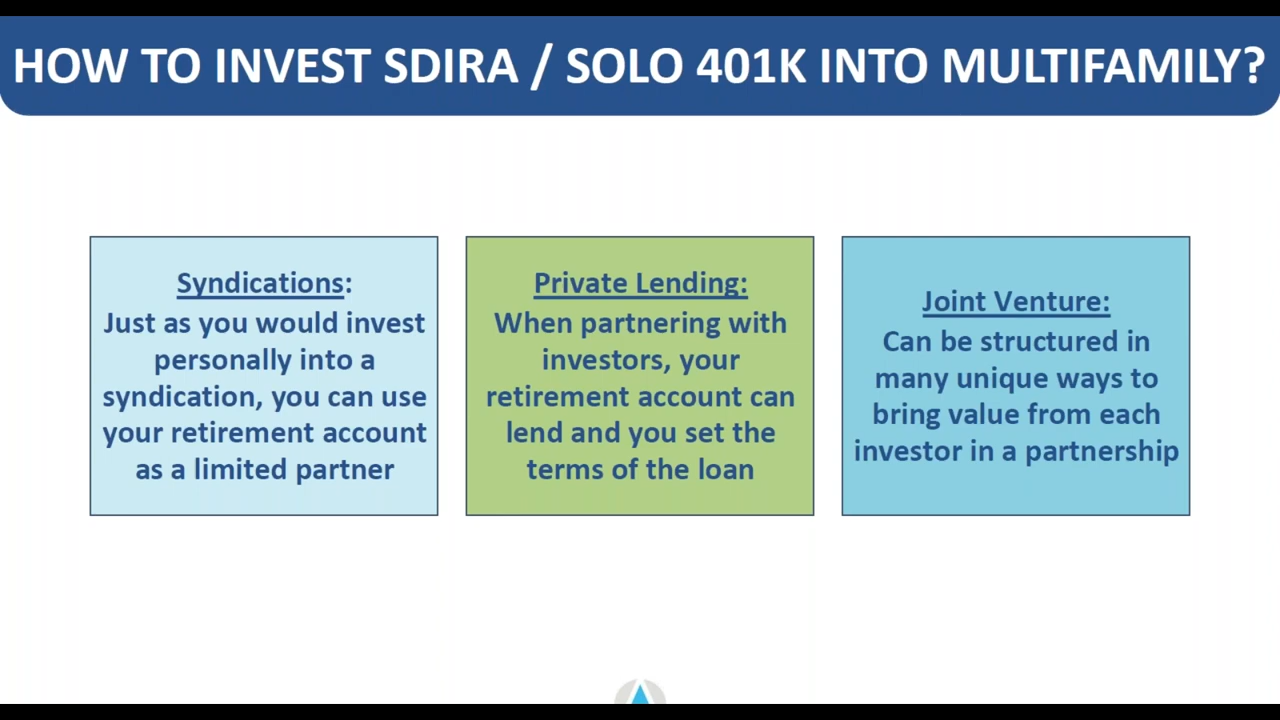 HOW TO INVEST SDIRA / SOLO 401K INTO MULTIFAMILY?
Syndications:
Just as you would invest
personally into a
syndication, you can use
your retirement account
as a limited partner
Private Lending:
When partnering with
investors, your
retirement account can
lend and you set the
terms of the loan
Joint Venture:
Can be structured in
many unique ways to
bring value from each
investor in a partnership